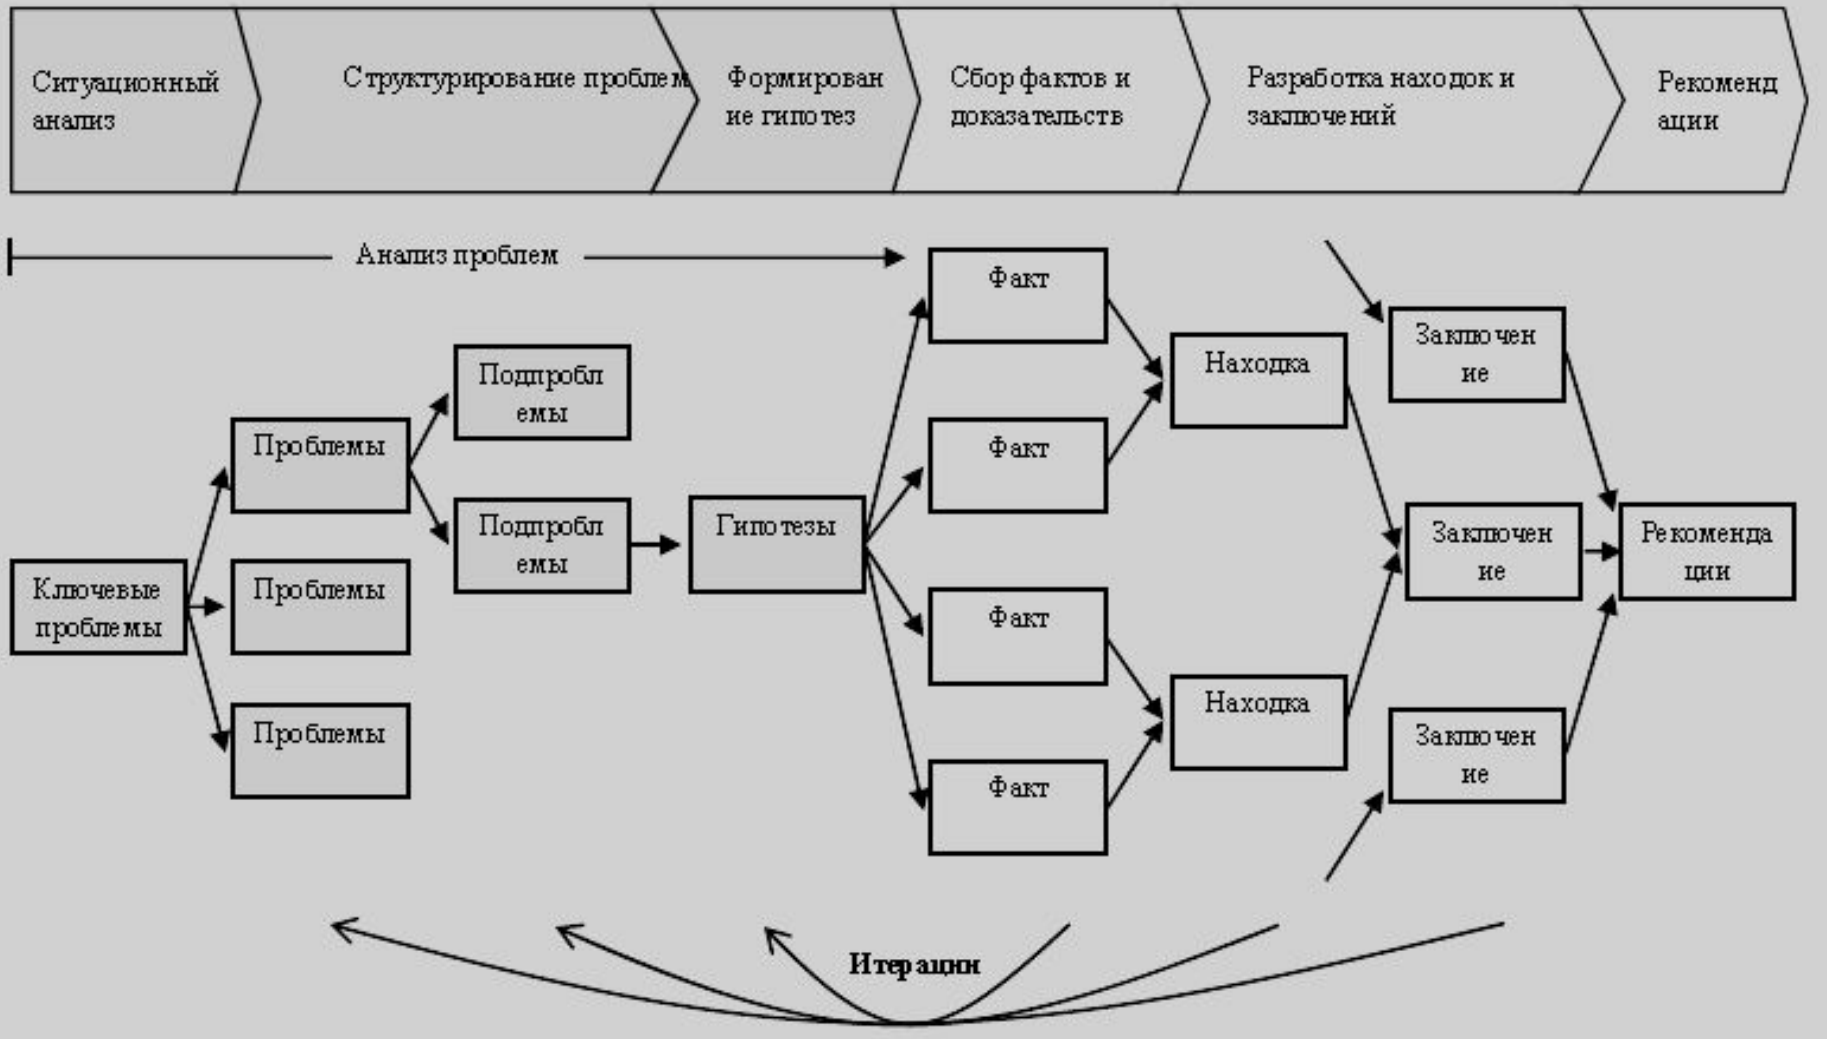 Ситуационный
анализ
Структурирование проблем
Формирован
ие гипотез
Сбор фактов и
доказательств
Разработка находок и
заключений
Рекоменд
ации
Анализ проблем
Ключевые
проблемы
Проблемы
Проблемы
Проблемы
Подпробл
емы
Подпробл
емы
Гипотезы
Факт
Факт
Факт
Факт
Находка
Находка
Заключен
ие
Заключен
ие
Заключен
ие
Рекоменда
ции
Итерации